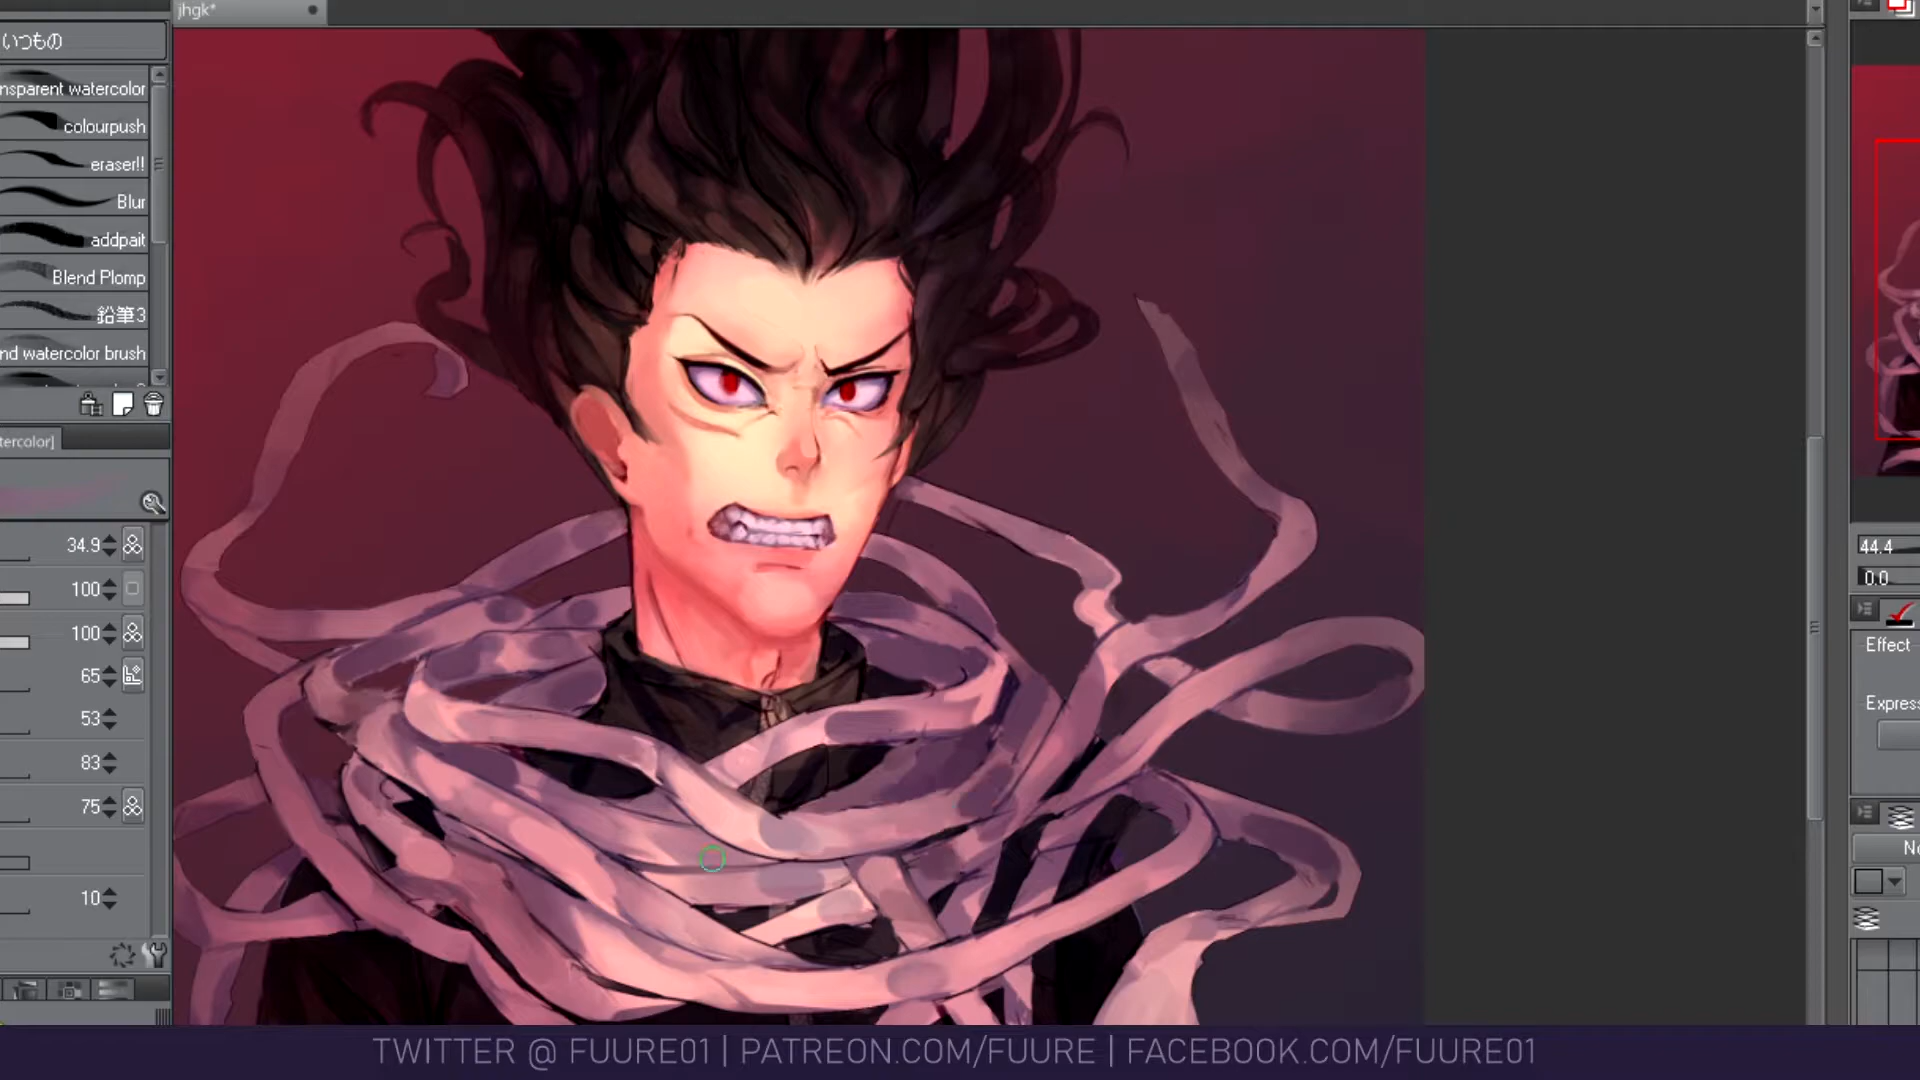 jhgk*
いつもの
nsparent watercolor
colourpush
eraser!!
Blur
addpait
Blend Plomp
鉛筆3
nd watercolor brush
tercolor]
34.9
100
100
65
53
83
75
10
44.4
0.0
Effect
Express
No
TWITTER @ FUURE01 | PATREON.COM/FUURE | FACEBOOK.COM/FUURE01